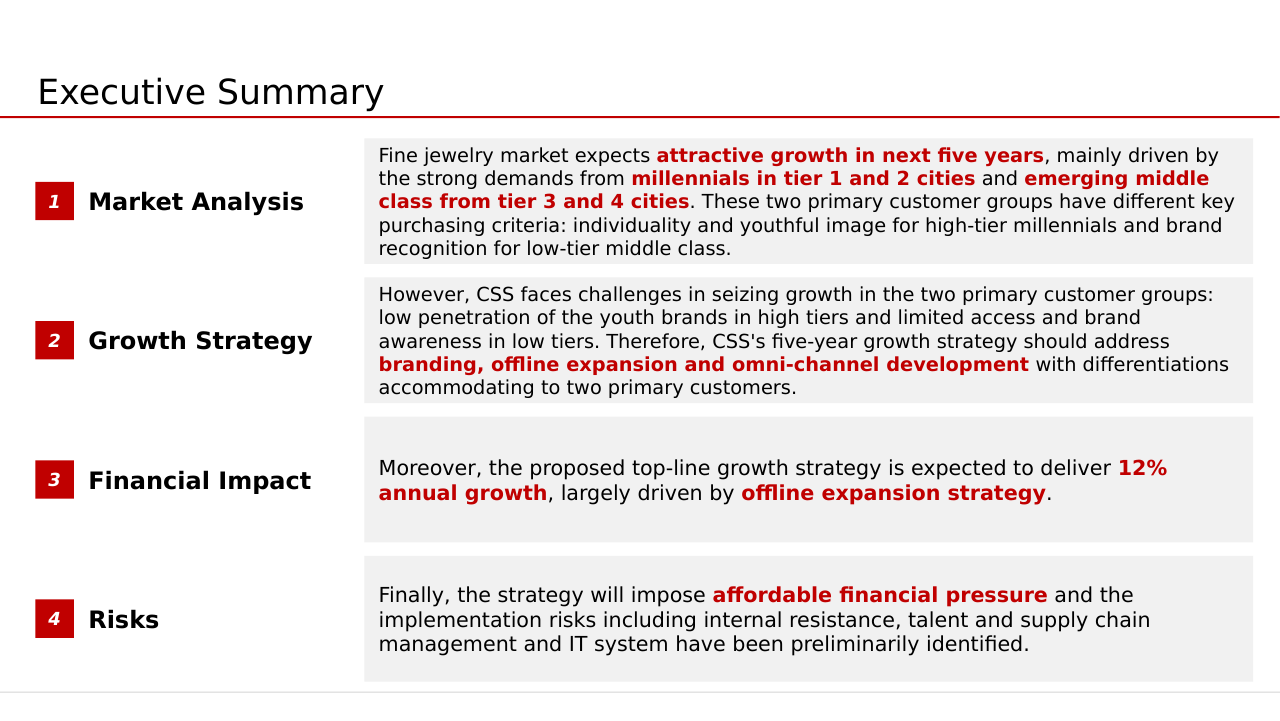 Executive Summary
1
Market Analysis
Fine jewelry market expects attractive growth in next five years, mainly driven by
the strong demands from millennials in tier 1 and 2 cities and emerging middle
class from tier 3 and 4 cities. These two primary customer groups have different key
purchasing criteria: individuality and youthful image for high-tier millennials and brand
recognition for low-tier middle class.
2
Growth Strategy
However, CSS faces challenges in seizing growth in the two primary customer groups:
low penetration of the youth brands in high tiers and limited access and brand
awareness in low tiers. Therefore, CSS's five-year growth strategy should address
branding, offline expansion and omni-channel development with differentiations
accommodating to two primary customers.
3
Financial Impact
Moreover, the proposed top-line growth strategy is expected to deliver 12%
annual growth, largely driven by offline expansion strategy.
4
Risks
Finally, the strategy will impose affordable financial pressure and the
implementation risks including internal resistance, talent and supply chain
management and IT system have been preliminarily identified.